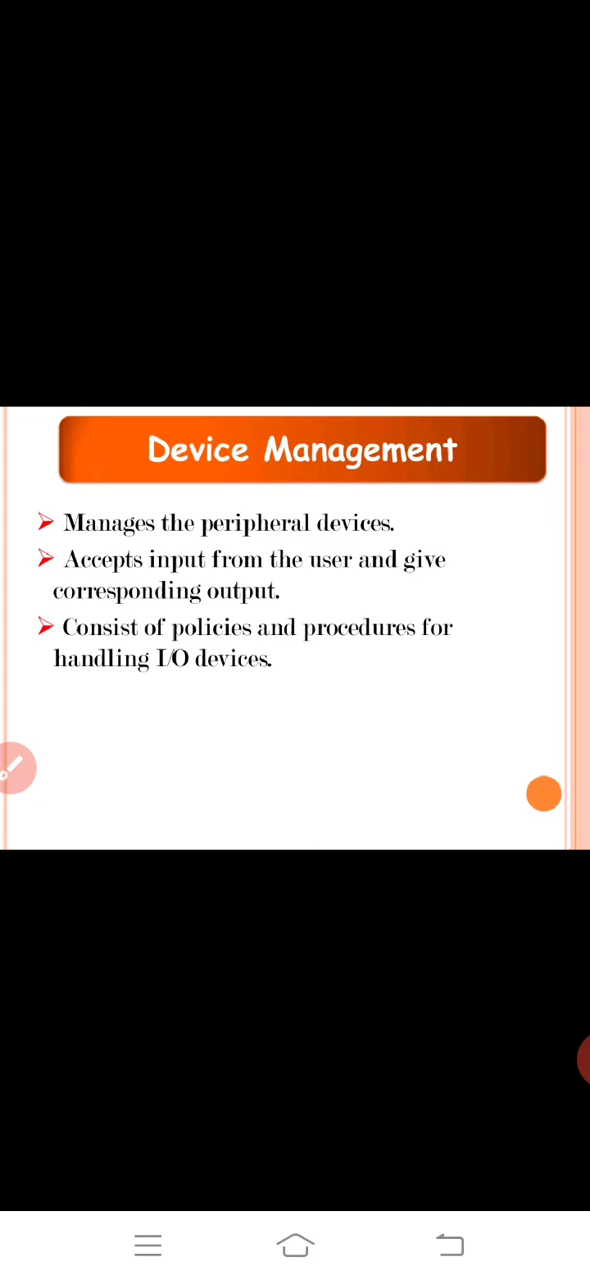 Device Management
➢ Manages the peripheral devices.
➢ Accepts input from the user and give
corresponding output.
➢ Consist of policies and procedures for
handling I/O devices.